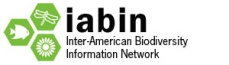 iabin
Inter-American Biodiversity
Information Network